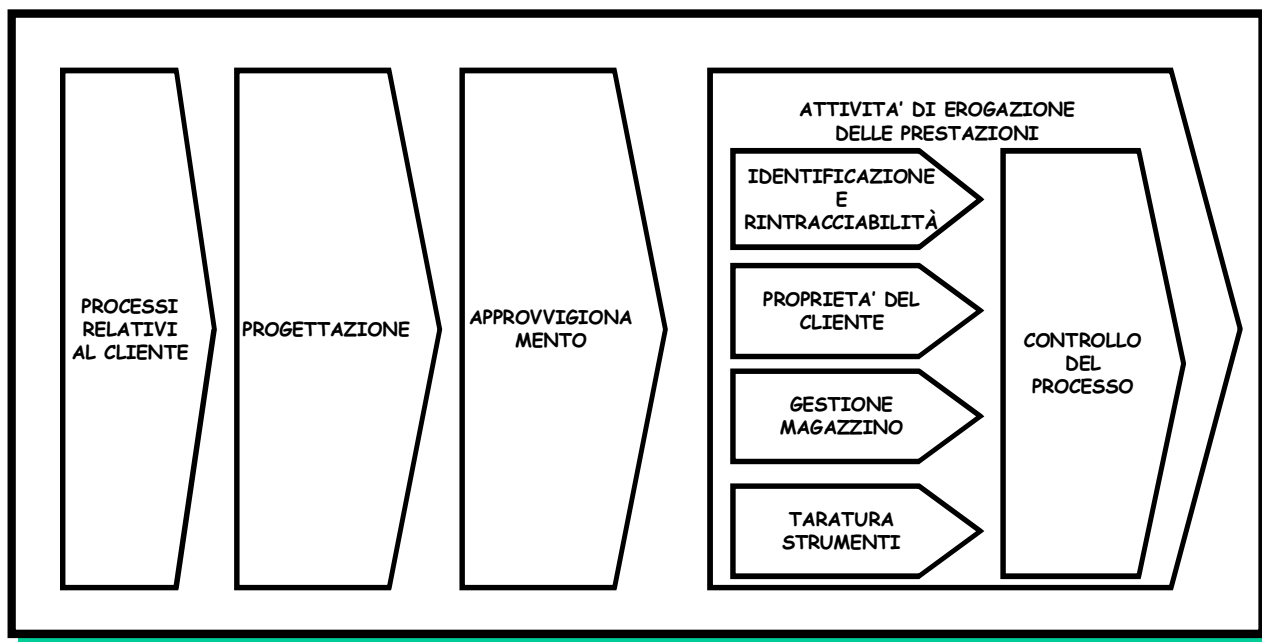 PROCESSI
RELATIVI
AL CLIENTE
PROGETTAZIONE
APPROVVIGIONA
MENTO
ATTIVITA' DI EROGAZIONE
DELLE PRESTAZIONI
IDENTIFICAZIONE
E
RINTRACCIABILITÀ
PROPRIETA' DEL
CLIENTE
GESTIONE
MAGAZZINO
TARATURA
STRUMENTI
CONTROLLO
DEL
PROCESSO